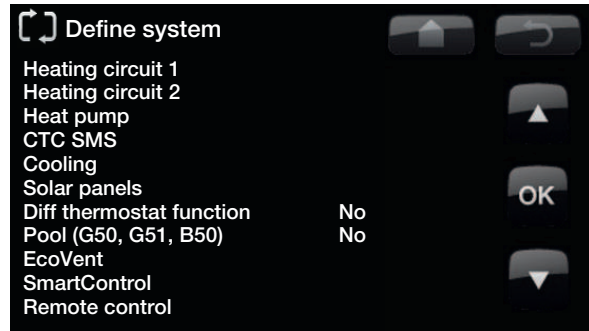 Define system
Heating circuit 1
Heating circuit 2
Heat pump
CTC SMS
Cooling
Solar panels
Diff thermostat function No
Pool (G50, G51, B50) No
EcoVent
SmartControl
Remote control
OK